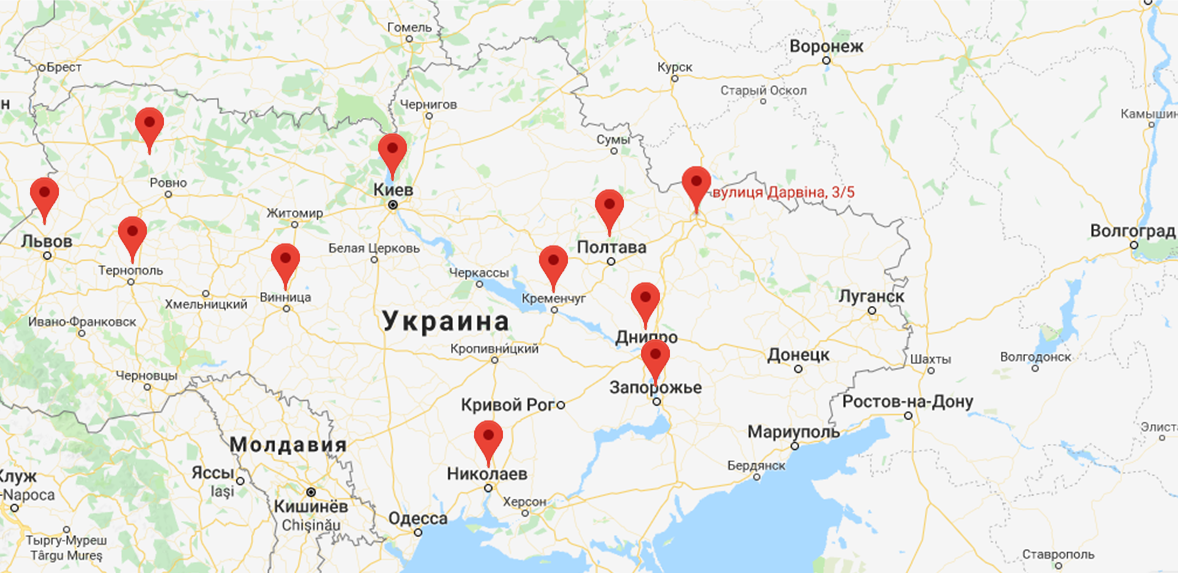 Гомель
Воронеж
Брест
Курск
Старый Оскол
н
Чернигов
Камышин
Сумы
Ровно
Киев
вулиця Дарвіна, 3/5
Житомир
Волгоград
Львов
Белая Церковь
Полтава
Тернополь
Черкассы
Хмельницкий
Винница
Кременчуг
Луганск
Ивано-Франковск
Украина
Днипро
Кропивницкий
Донецк
Шахты
Волгодонск
Черновцы
Запорожье
Кривой Рог
Ростов-на-Дону
Молдавия
Мариуполь
Элист
Бердянск
Клуж
-Napoca
Яссы
Iași
Николаев
Кишинёв
Chișinău
Херсон
Одесса
Тыргу-Муреш
Târgu Mureș
Ставрополь